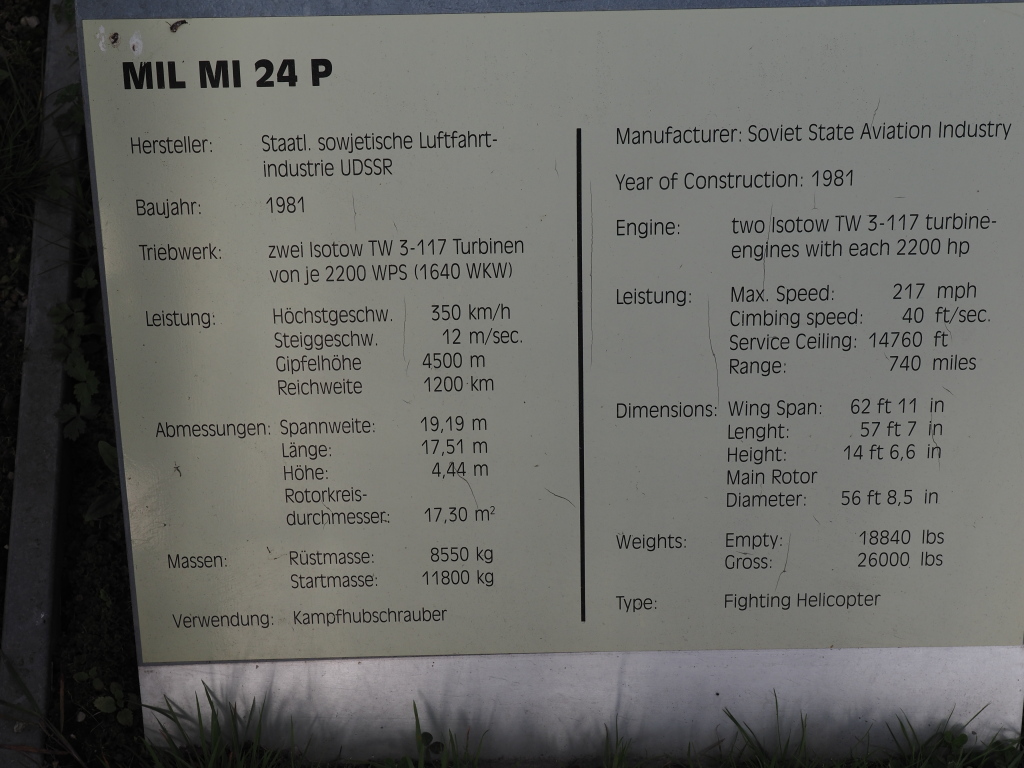 MIL MI 24 P
Hersteller: Staatl. sowjetische Luftfahrt-
industrie UDSSR
Baujahr: 1981
Triebwerk: zwei Isotow TW 3-117 Turbinen
von je 2200 WPS (1640 WKW)
Leistung: Höchstgeschw. 350 km/h
Steiggeschw. 12 m/sec.
Gipfelhöhe 4500 m
Reichweite 1200 km
Abmessungen: Spannweite: 19,19 m
Länge: 17,51 m
Höhe: 4,44 m
Rotorkreis-
durchmesser: 17,30 m²
Massen: Rüstmasse: 8550 kg
Startmasse: 11800 kg
Verwendung: Kampfhubschrauber
Manufacturer: Soviet State Aviation Industry
Year of Construction: 1981
Engine: two Isotow TW 3-117 turbine-
engines with each 2200 hp
Leistung: Max. Speed: 217 mph
Cimbing speed: 40 ft/sec.
Service Ceiling: 14760 ft
Range: 740 miles
Dimensions: Wing Span: 62 ft 11 in
Lenght: 57 ft 7 in
Height: 14 ft 6,6 in
Main Rotor
Diameter: 56 ft 8,5 in
Weights: Empty: 18840 lbs
Gross: 26000 lbs
Type: Fighting Helicopter